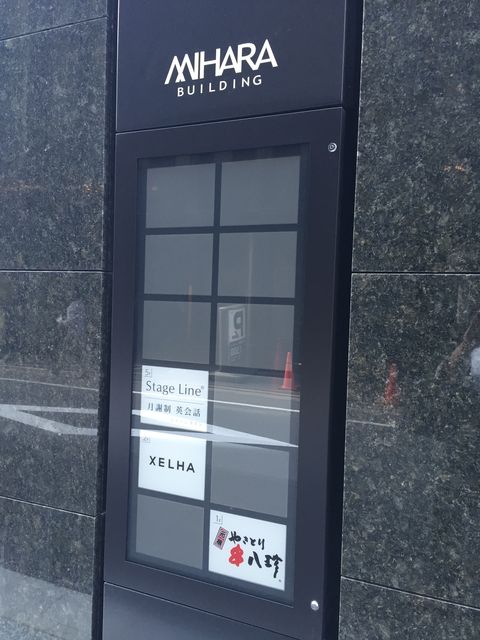 MIHARA
BUILDING
P
5F
Stage Line®
月謝制 英会話
2F
XELHA
1F
やきとり
串八珍